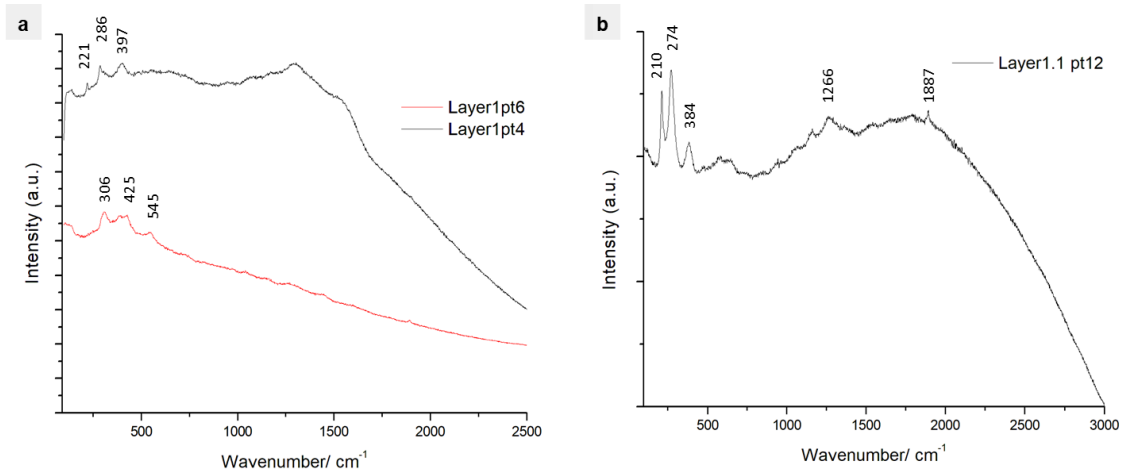 a
221
286
397
306
425
545
Layer1pt6
Layer1pt4
Intensity (a.u.)
500
1000
1500
2000
2500
Wavenumber/ cm⁻¹
b
210
274
384
1266
1887
Layer1.1 pt12
Intensity (a.u.)
500
1000
1500
2000
2500
3000
Wavenumber/ cm⁻¹